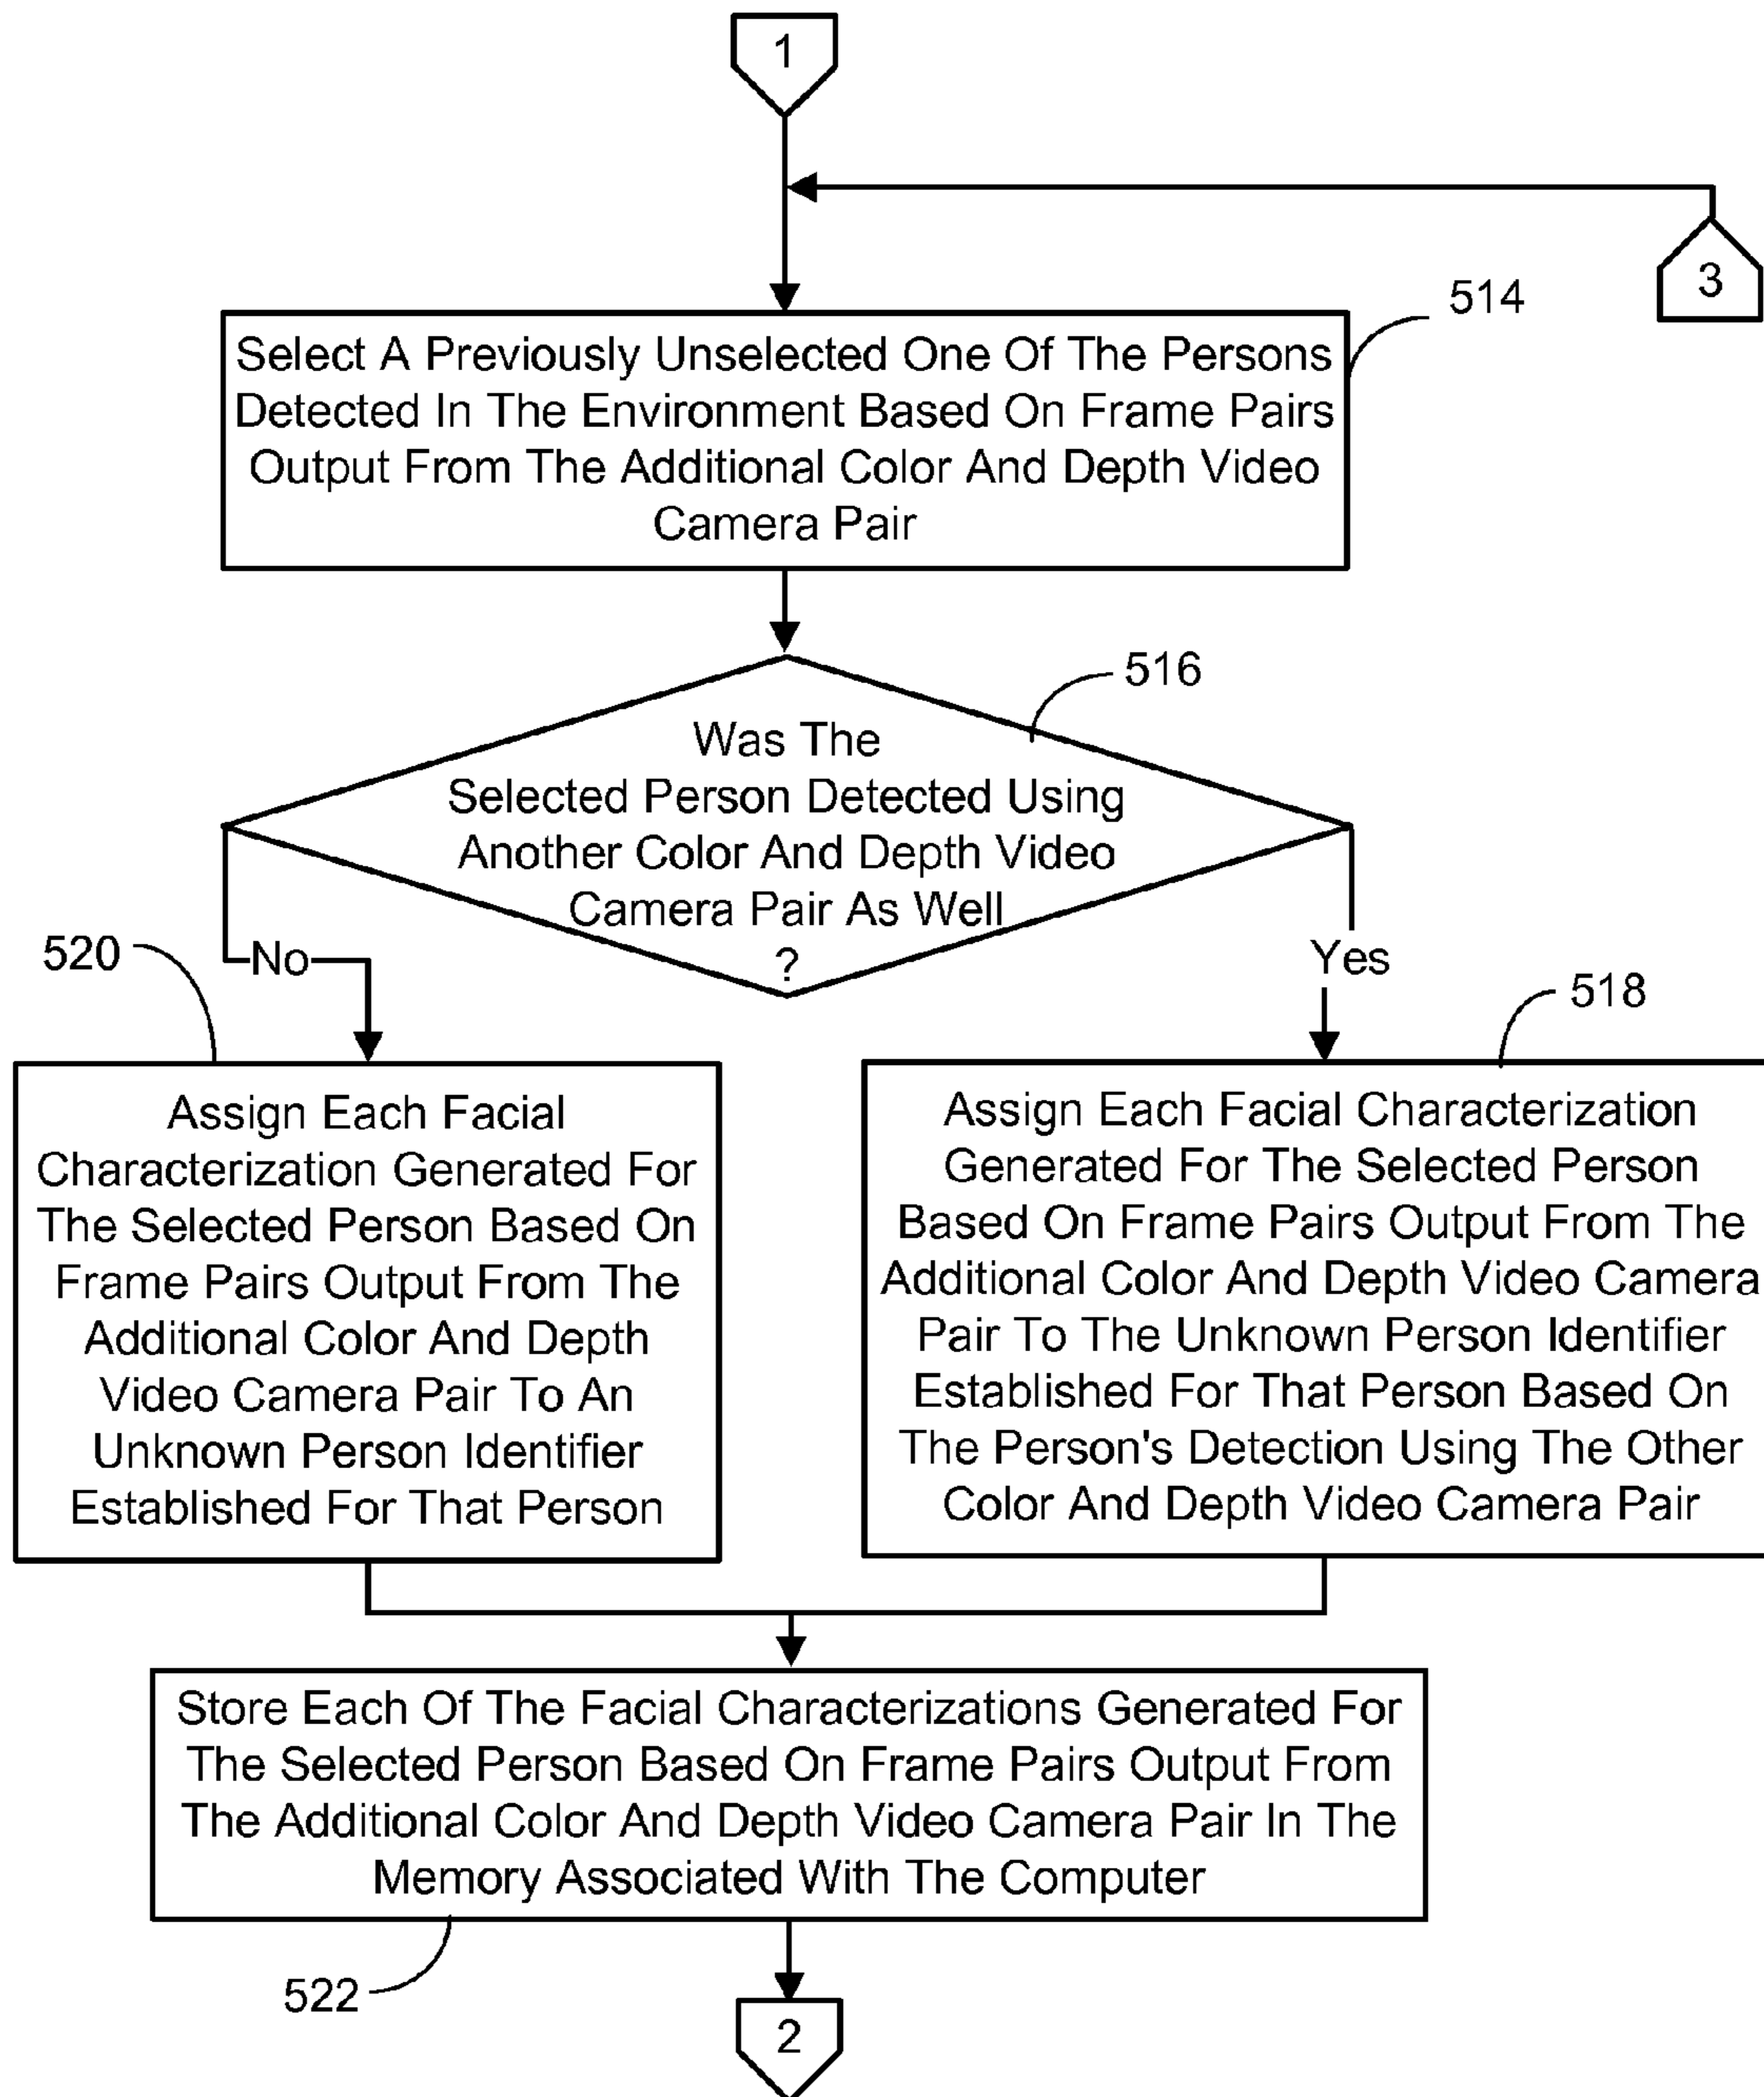 1
3
514
Select A Previously Unselected One Of The Persons
Detected In The Environment Based On Frame Pairs
Output From The Additional Color And Depth Video
Camera Pair
516
Was The
Selected Person Detected Using
Another Color And Depth Video
Camera Pair As Well
?
No
Yes
520
518
Assign Each Facial
Characterization Generated For
The Selected Person Based On
Frame Pairs Output From The
Additional Color And Depth
Video Camera Pair To An
Unknown Person Identifier
Established For That Person
Assign Each Facial Characterization
Generated For The Selected Person
Based On Frame Pairs Output From The
Additional Color And Depth Video Camera
Pair To The Unknown Person Identifier
Established For That Person Based On
The Person's Detection Using The Other
Color And Depth Video Camera Pair
Store Each Of The Facial Characterizations Generated For
The Selected Person Based On Frame Pairs Output From
The Additional Color And Depth Video Camera Pair In The
Memory Associated With The Computer
522
2